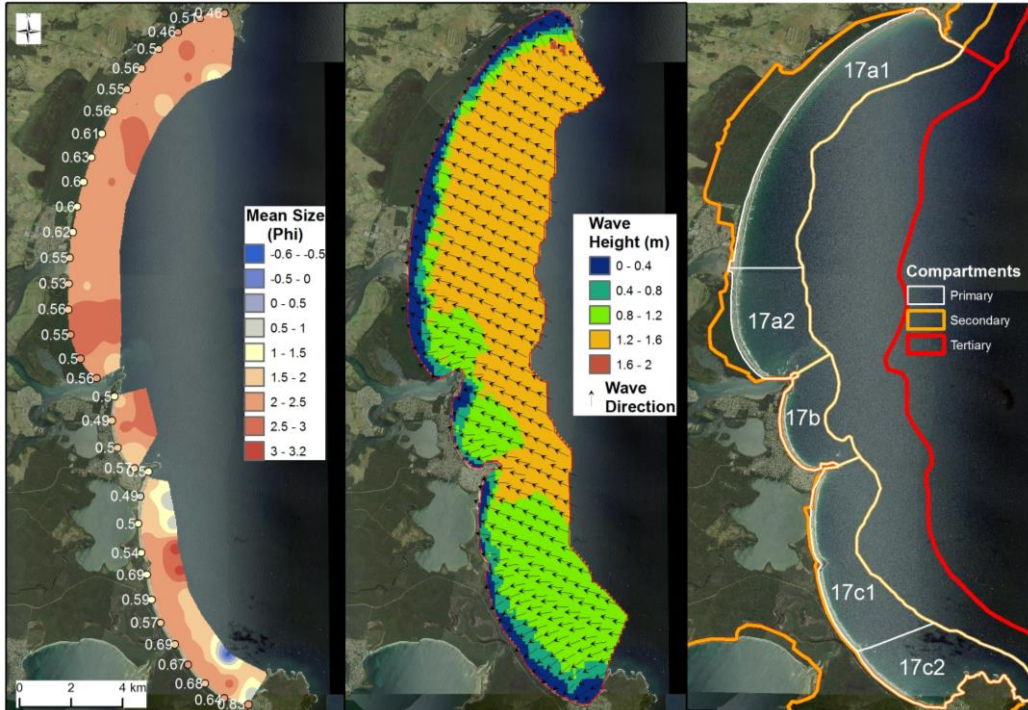 0.51
0.46
0.46
0.56
0.56
0.61
0.63
0.6
0.6
0.62
0.55
0.53
0.56
0.55
0.5
0.56
0.5
0.49
0.5
0.49
0.5
0.54
0.69
0.59
0.57
0.69
0.67
0.68
0.64
0 2 4 km
Mean Size
(Phi)
-0.6 - -0.5
-0.5 - 0
0 - 0.5
0.5 - 1
1 - 1.5
1.5 - 2
2 - 2.5
2.5 - 3
3 - 3.2
Wave
Height (m)
0 - 0.4
0.4 - 0.8
0.8 - 1.2
1.2 - 1.6
1.6 - 2
Wave
Direction
17a1
17a2
17b
17c1
17c2
Compartments
Primary
Secondary
Tertiary